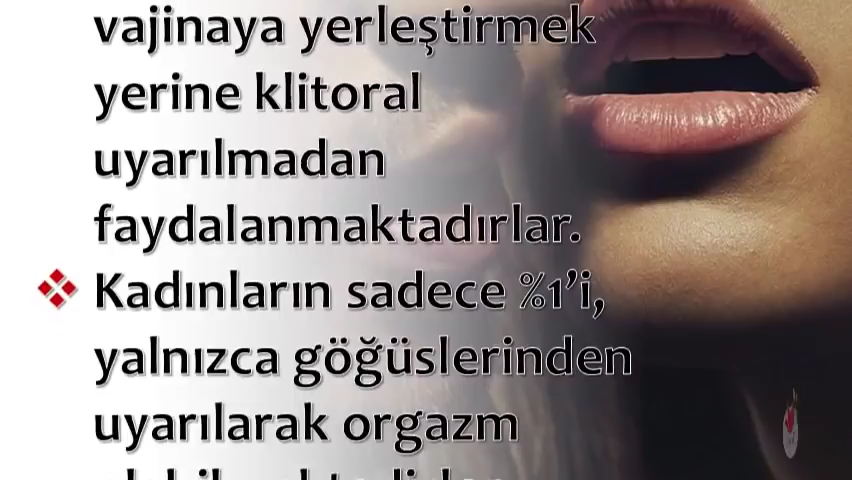 vajinaya yerleştirmek
yerine klitoral
uyarılmadan
faydalanmaktadırlar.
Kadınların sadece %1’i,
yalnızca göğüslerinden
uyarılarak orgazm